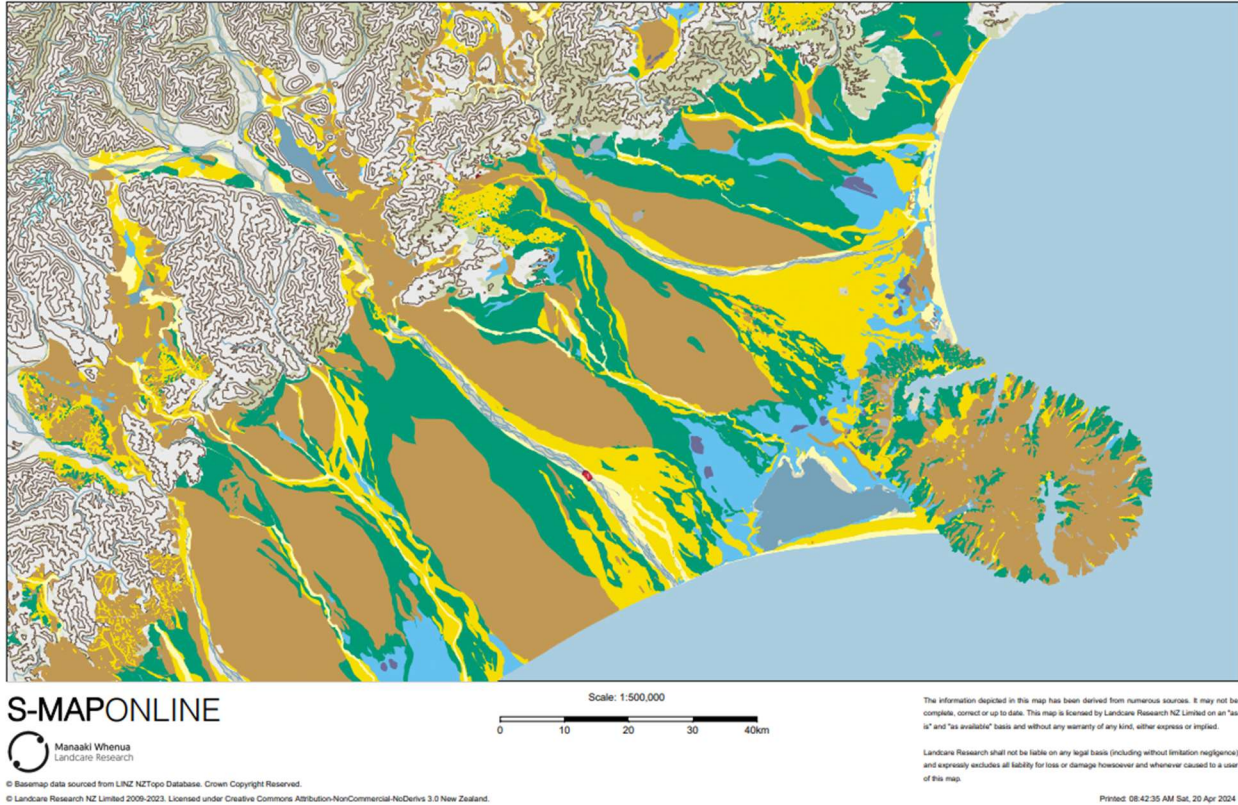 S-MAPONLINE
Manaaki Whenua
Landcare Research
© Basemap data sourced from LINZ NZTopo Database. Crown Copyright Reserved.
© Landcare Research NZ Limited 2009-2023. Licensed under Creative Commons Attribution-NonCommercial-NoDerivs 3.0 New Zealand.
Scale: 1:500,000
0 10 20 30 40km
The information depicted in this map has been derived from numerous sources. It may not be
complete, correct or up to date. This map is licensed by Landcare Research NZ Limited on an "as
is" and "as available" basis and without any warranty of any kind, either express or implied.
Landcare Research shall not be liable on any legal basis (including without limitation negligence)
and expressly excludes all liability for loss or damage howsoever and whenever caused to a user
of this map.
Printed: 08:42:35 AM Sat, 20 Apr 2024